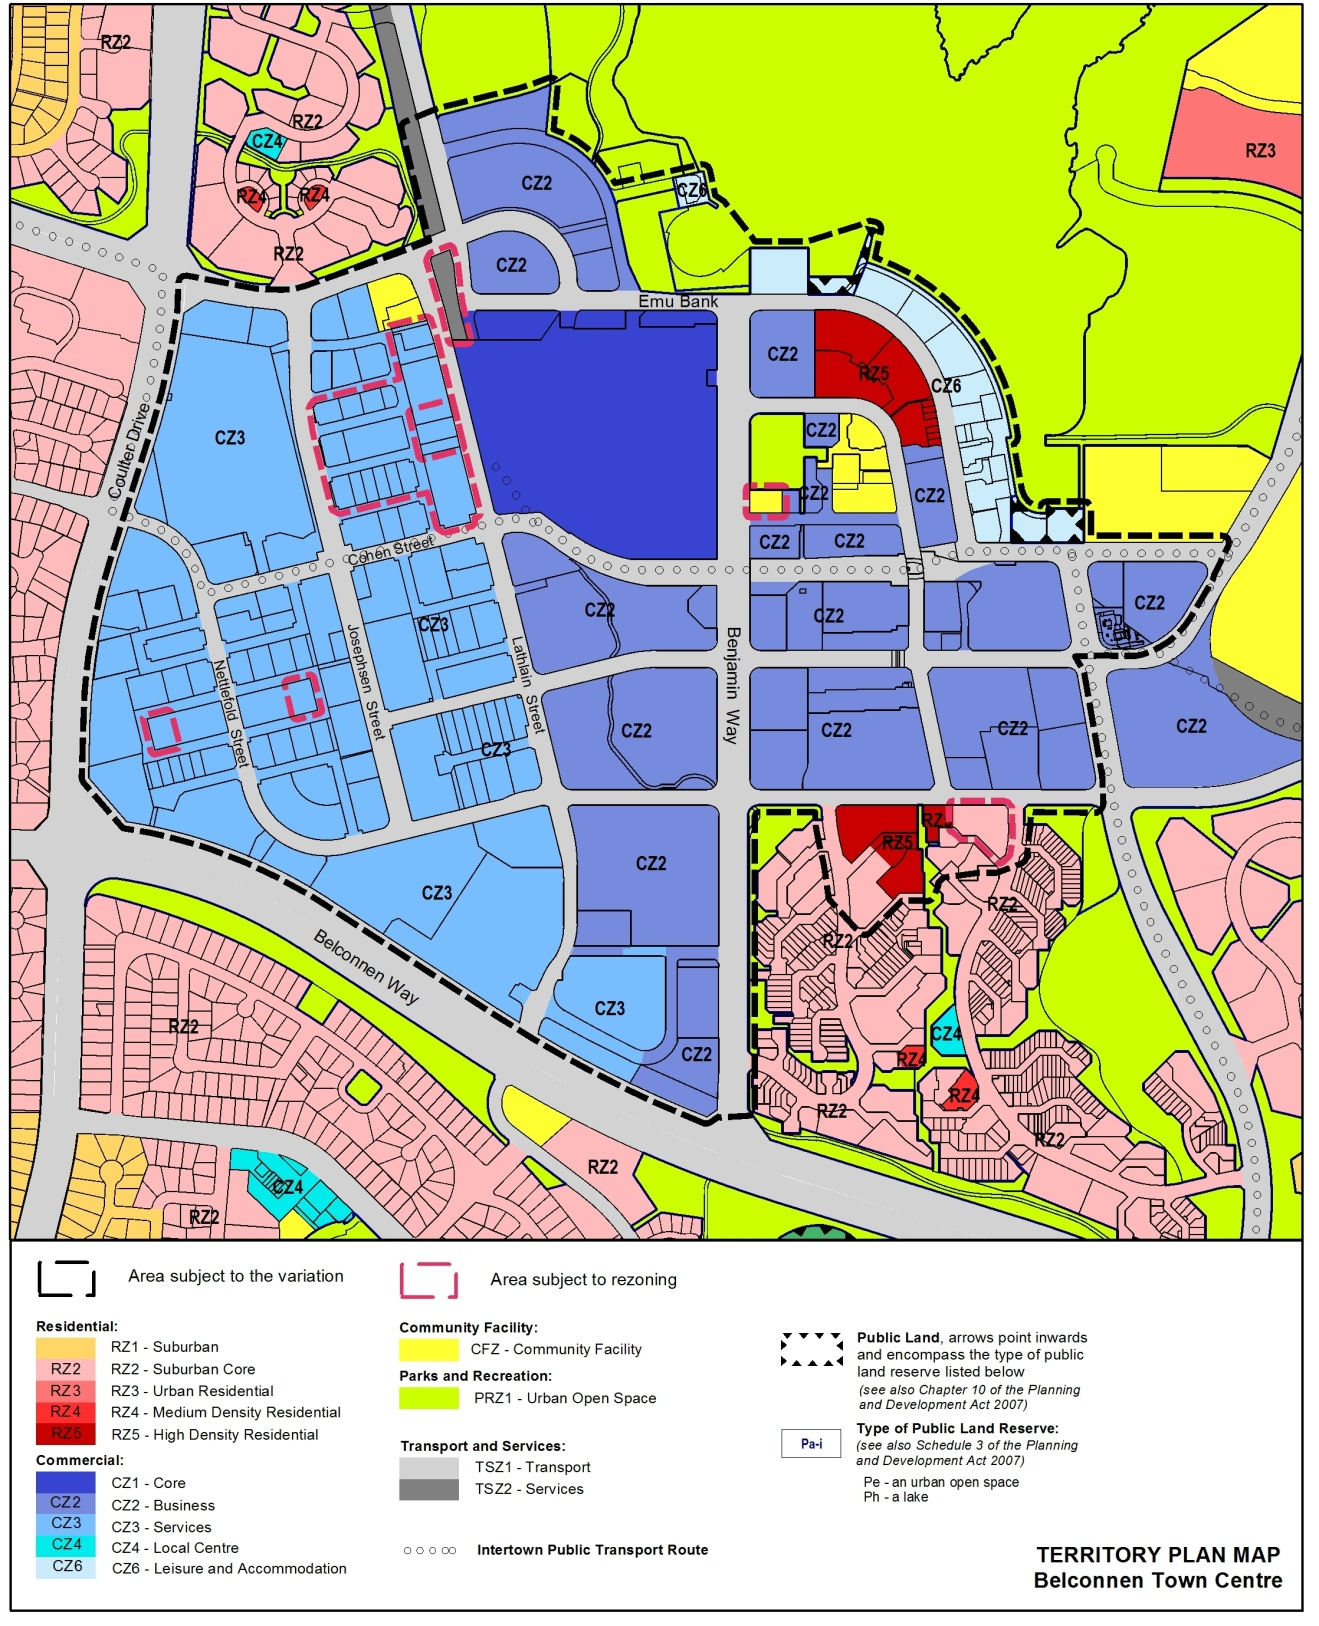 RZ2
RZ2
CZ4
RZ4
RZ4
RZ2
CZ2
CZ6
RZ3
CZ2
Emu Bank
CZ2
RZ5
CZ6
CZ3
Coulter Drive
CZ2
CZ2
CZ2
CZ2
CZ2
Cohen Street
CZ3
CZ2
CZ2
CZ2
Josephsen Street
Lathlain Street
Benjamin Way
Nettlefold Street
CZ3
CZ2
CZ2
CZ2
CZ2
RZ5
CZ2
CZ3
RZ2
RZ2
Belconnen Way
CZ3
RZ2
CZ4
CZ2
RZ4
RZ4
RZ2
RZ2
RZ2
CZ4
RZ2
Area subject to the variation
Area subject to rezoning
Residential:
RZ1 - Suburban
RZ2 RZ2 - Suburban Core
RZ3 RZ3 - Urban Residential
RZ4 RZ4 - Medium Density Residential
RZ5 RZ5 - High Density Residential
Commercial:
CZ1 - Core
CZ2 CZ2 - Business
CZ3 CZ3 - Services
CZ4 CZ4 - Local Centre
CZ6 CZ6 - Leisure and Accommodation
Community Facility:
CFZ - Community Facility
Parks and Recreation:
PRZ1 - Urban Open Space
Transport and Services:
TSZ1 - Transport
TSZ2 - Services
Intertown Public Transport Route
Public Land, arrows point inwards
and encompass the type of public
land reserve listed below
(see also Chapter 10 of the Planning
and Development Act 2007)
Pa-i
Type of Public Land Reserve:
(see also Schedule 3 of the Planning
and Development Act 2007)
Pe - an urban open space
Ph - a lake
TERRITORY PLAN MAP
Belconnen Town Centre